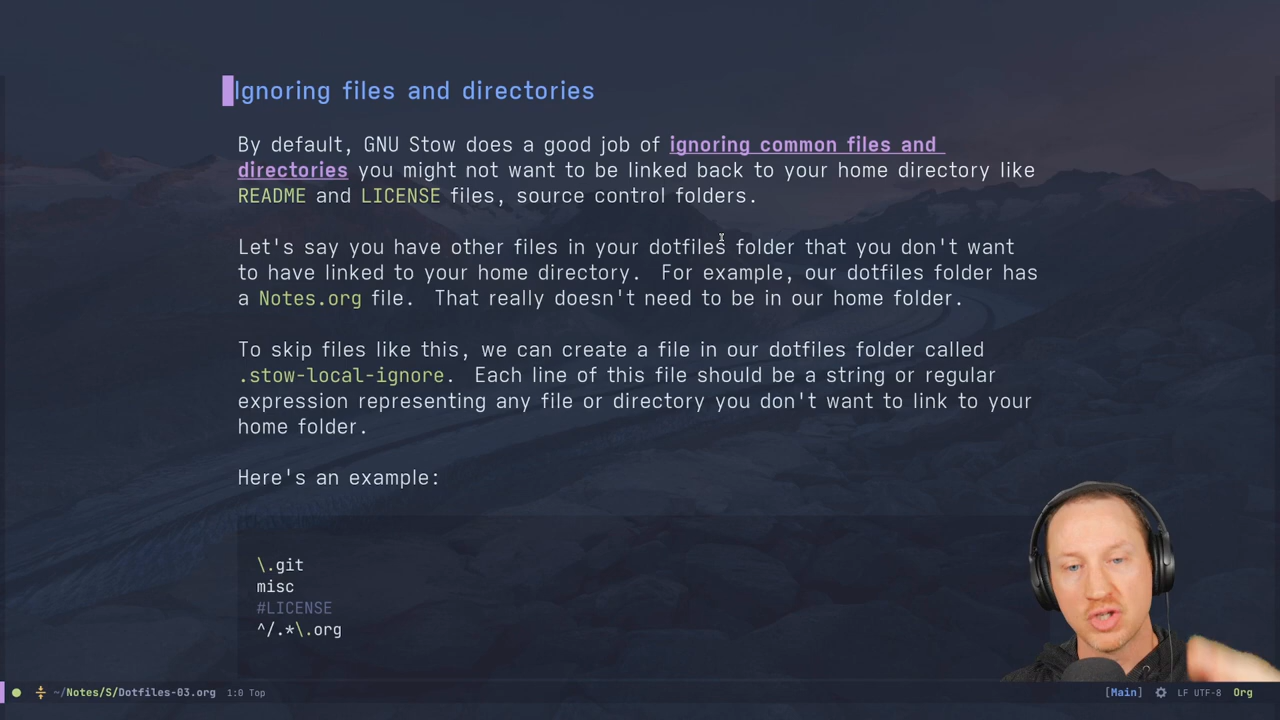 Ignoring files and directories
By default, GNU Stow does a good job of ignoring common files and
directories you might not want to be linked back to your home directory like
README and LICENSE files, source control folders.
Let's say you have other files in your dotfiles folder that you don't want
to have linked to your home directory.  For example, our dotfiles folder has
a Notes.org file.  That really doesn't need to be in our home folder.
To skip files like this, we can create a file in our dotfiles folder called
.stow-local-ignore.  Each line of this file should be a string or regular
expression representing any file or directory you don't want to link to your
home folder.
Here's an example:
\.git
misc
#LICENSE
^/.*\.org
~/Notes/S/Dotfiles-03.org 1:0 Top [Main] LF UTF-8 Org